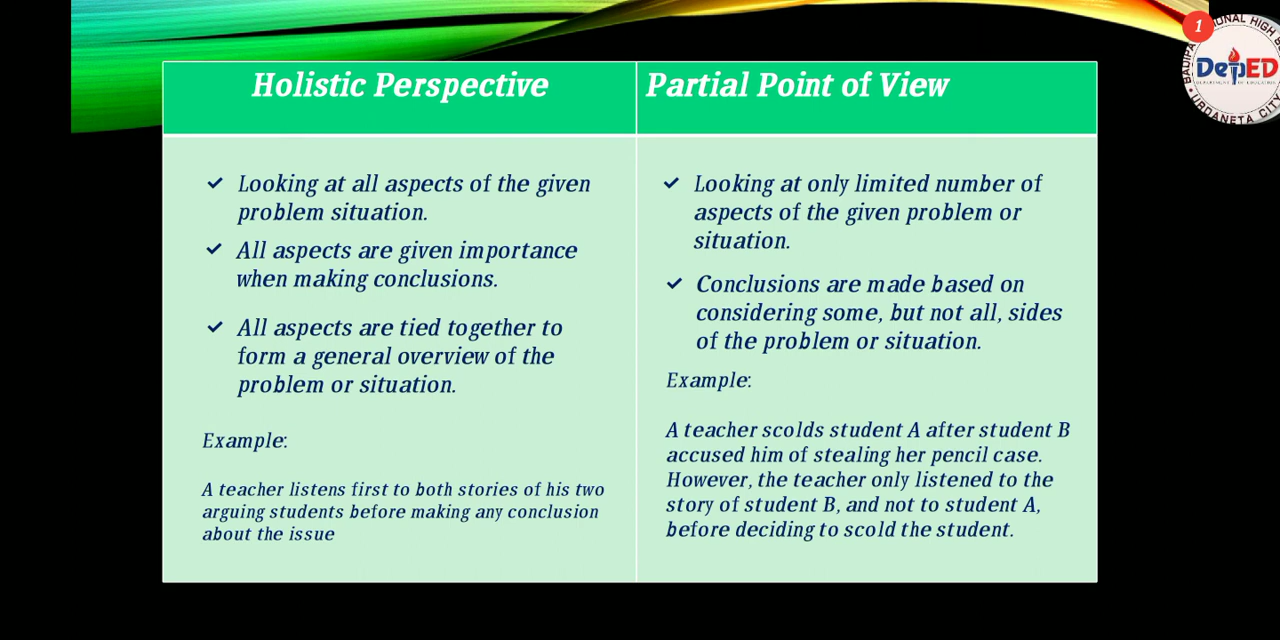 Holistic Perspective
Looking at all aspects of the given
problem situation.
All aspects are given importance
when making conclusions.
All aspects are tied together to
form a general overview of the
problem or situation.
Example:
A teacher listens first to both stories of his two
arguing students before making any conclusion
about the issue
Partial Point of View
Looking at only limited number of
aspects of the given problem or
situation.
Conclusions are made based on
considering some, but not all, sides
of the problem or situation.
Example:
A teacher scolds student A after student B
accused him of stealing her pencil case.
However, the teacher only listened to the
story of student B, and not to student A,
before deciding to scold the student.
1
DepED
DEPARTMENT OF EDUCATION
URDANETA CITY